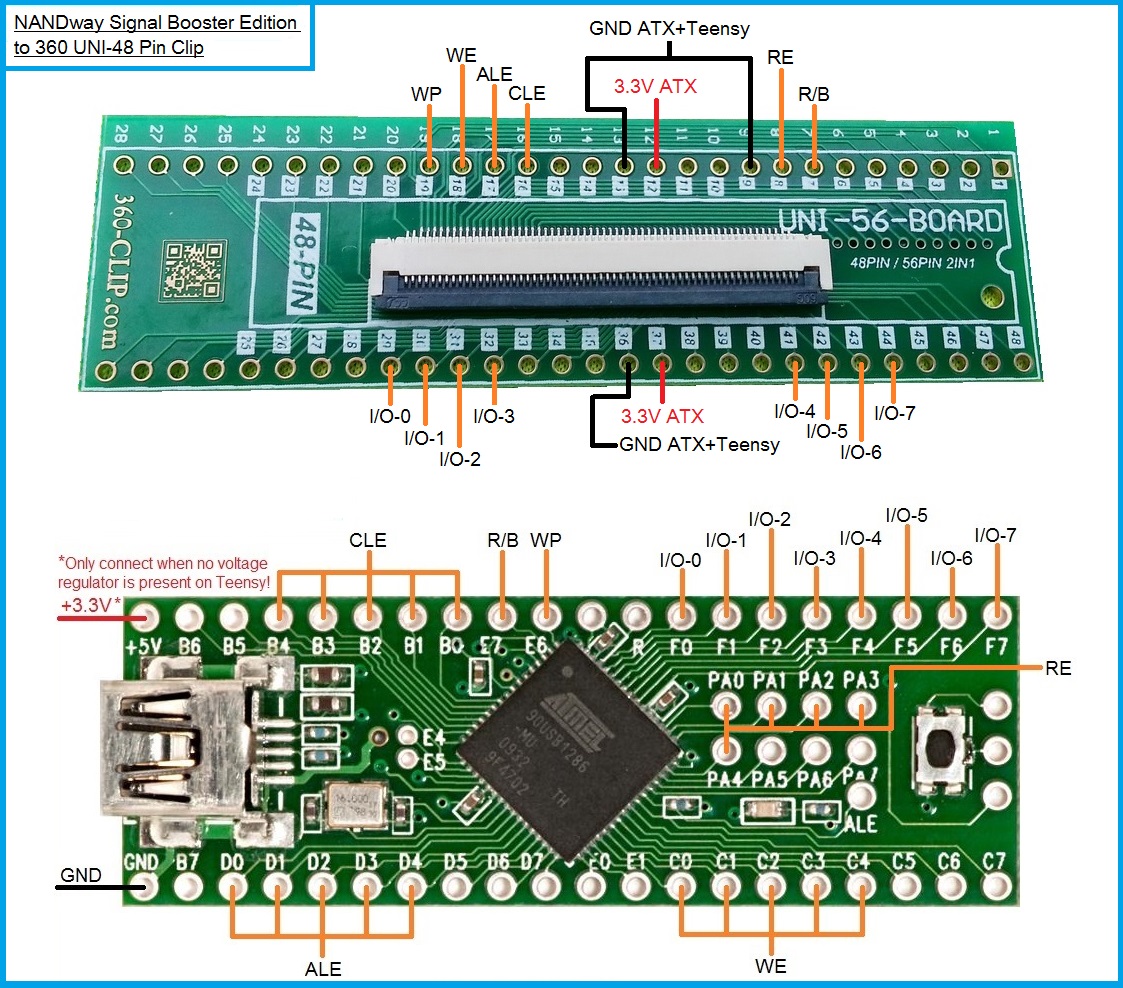 NANDway Signal Booster Edition
to 360 UNI-48 Pin Clip
GND ATX+Teensy
WE
ALE
CLE
WP
3.3V ATX
RE
R/B
28 27 26 25 24 23 22 21 20 19 18 17 16 15 14 13 12 11 10 9 8 7 6 5 4 3 2 1
24 23 22 21 20 19 18 17 16 15 14 13 12 11 10 9 8 7 6 5 4 3 2 1
360-CLIP.com
48-PIN
UNI-56-BOARD
48PIN / 56PIN 2IN1
25 26 27 29 31 32 33 36 37 38 39 40 41 42 43 44 45 46 47 48
I/O-0
I/O-1
I/O-2
I/O-3
3.3V ATX
GND ATX+Teensy
I/O-4
I/O-5
I/O-6
I/O-7
*Only connect when no voltage
regulator is present on Teensy!
+3.3V*
CLE
R/B
WP
I/O-0
I/O-1
I/O-2
I/O-3
I/O-4
I/O-5
I/O-6
I/O-7
+5V B6 B5 B4 B3 B2 B1 B0 E7 E6 R F0 F1 F2 F3 F4 F5 F6 F7
RE
PA0 PA1 PA2 PA3
E4
E5
ATMEL
90USB1286
-MU
0932
9F4702
TH
PA4 PA5 PA6 PA7
ALE
GND B7 D0 D1 D2 D3 D4 D5 D6 D7 E0 E1 C0 C1 C2 C3 C4 C5 C6 C7
GND
ALE
WE